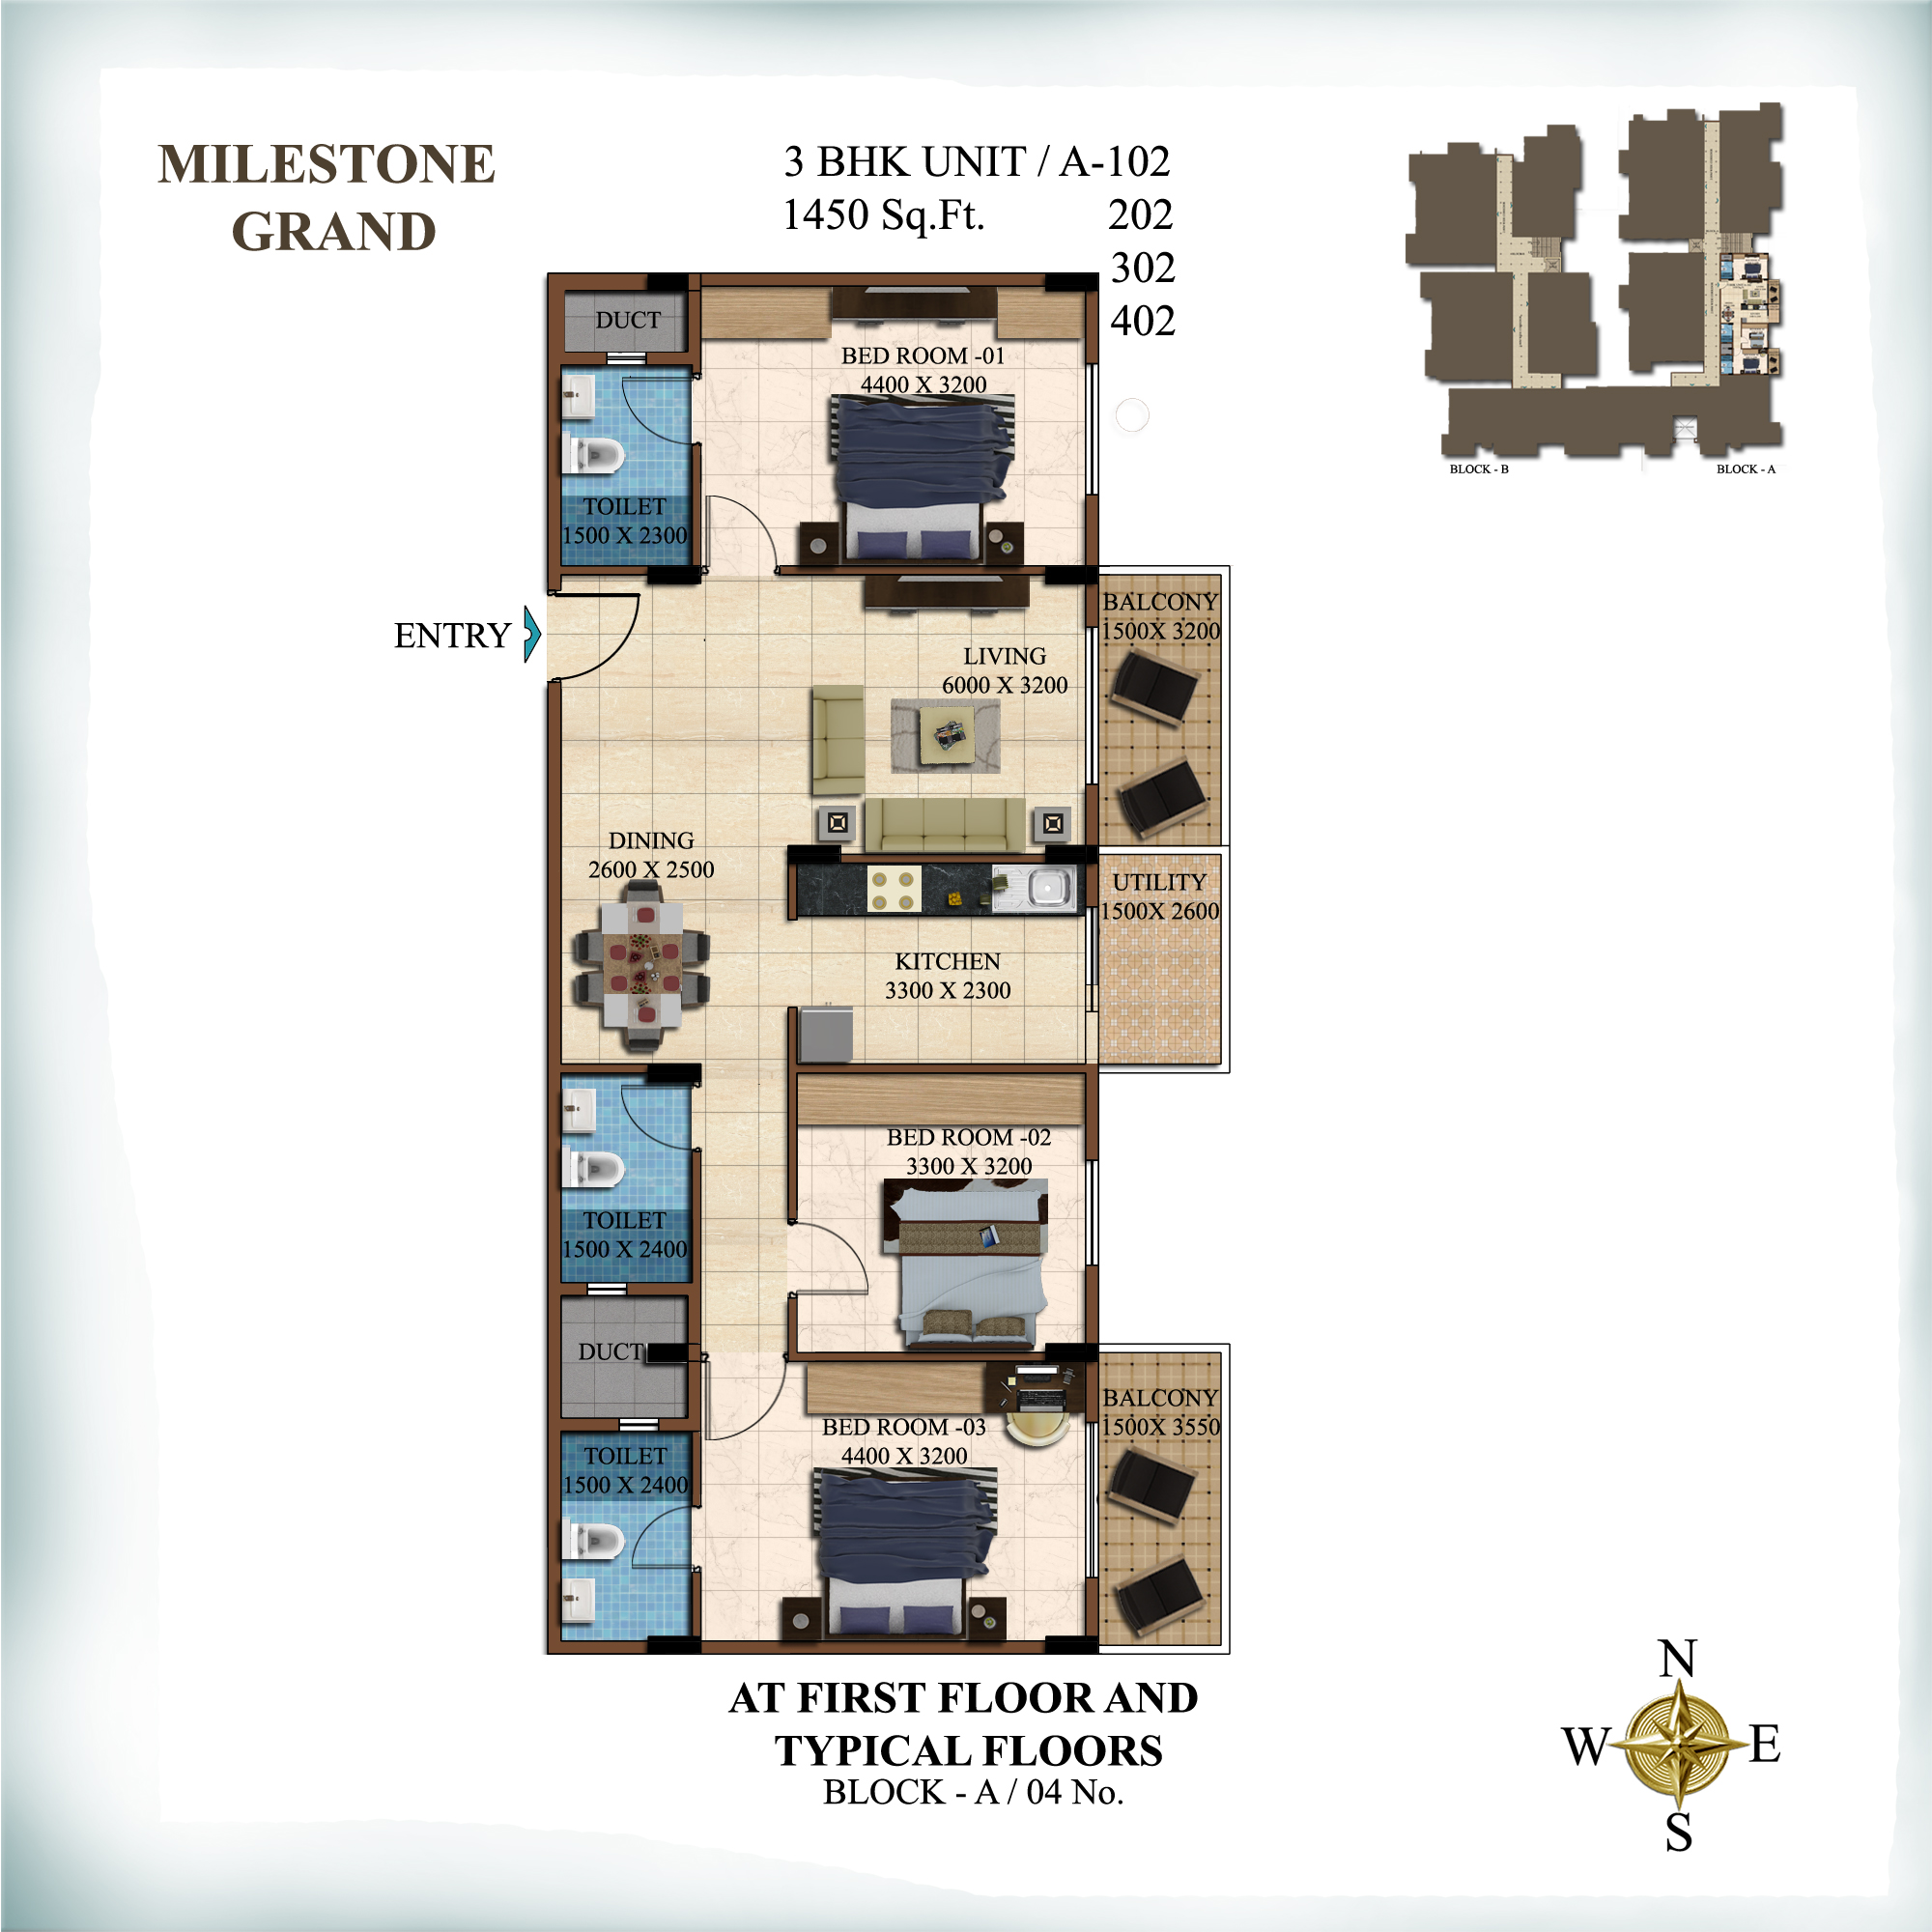 MILESTONE
GRAND
3 BHK UNIT / A-102
1450 Sq.Ft. 202
302
402
BLOCK - B
BLOCK - A
DUCT
BED ROOM -01
4400 X 3200
TOILET
1500 X 2300
ENTRY
BALCONY
1500X 3200
LIVING
6000 X 3200
DINING
2600 X 2500
UTILITY
1500X 2600
KITCHEN
3300 X 2300
BED ROOM -02
3300 X 3200
TOILET
1500 X 2400
DUCT
BALCONY
1500X 3550
BED ROOM -03
4400 X 3200
TOILET
1500 X 2400
AT FIRST FLOOR AND
TYPICAL FLOORS
BLOCK - A / 04 No.
N
W E
S